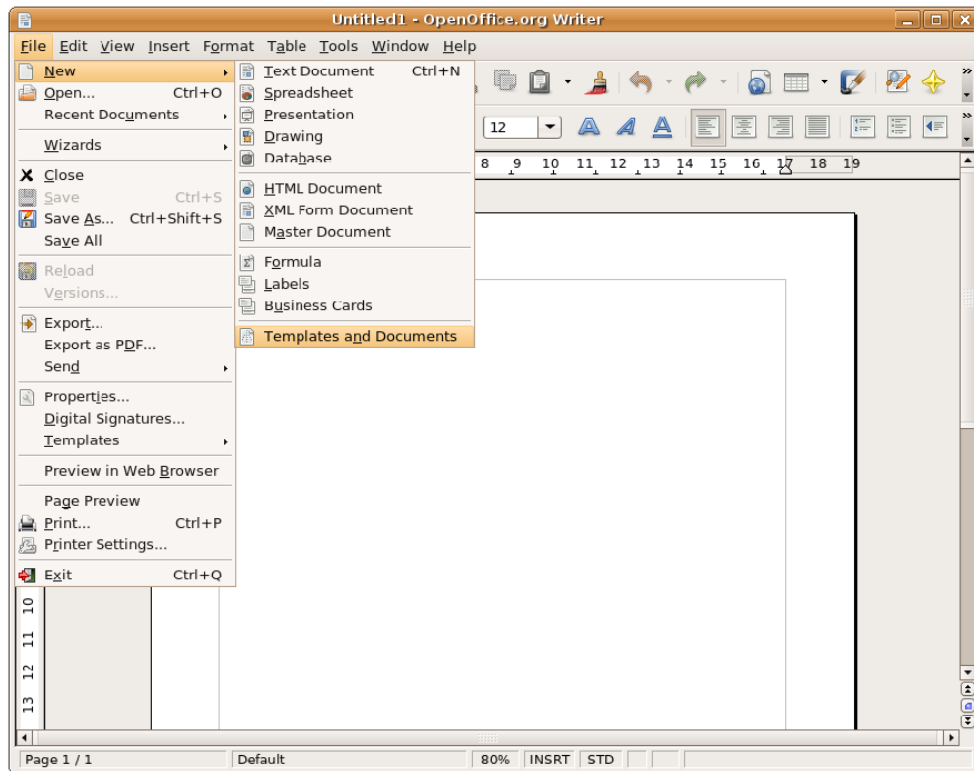 Untitled1 - OpenOffice.org Writer
File Edit View Insert Format Table Tools Window Help
New
Open... Ctrl+O
Recent Documents
Wizards
Close
Save Ctrl+S
Save As... Ctrl+Shift+S
Save All
Reload
Versions...
Export...
Export as PDF...
Send
Properties...
Digital Signatures...
Templates
Preview in Web Browser
Page Preview
Print... Ctrl+P
Printer Settings...
Exit Ctrl+Q
Text Document Ctrl+N
Spreadsheet
Presentation
Drawing
Database
HTML Document
XML Form Document
Master Document
Formula
Labels
Business Cards
Templates and Documents
12
8 9 10 11 12 13 14 15 16 17 18 19
10
11
12
13
Page 1 / 1 Default 80% INSRT STD